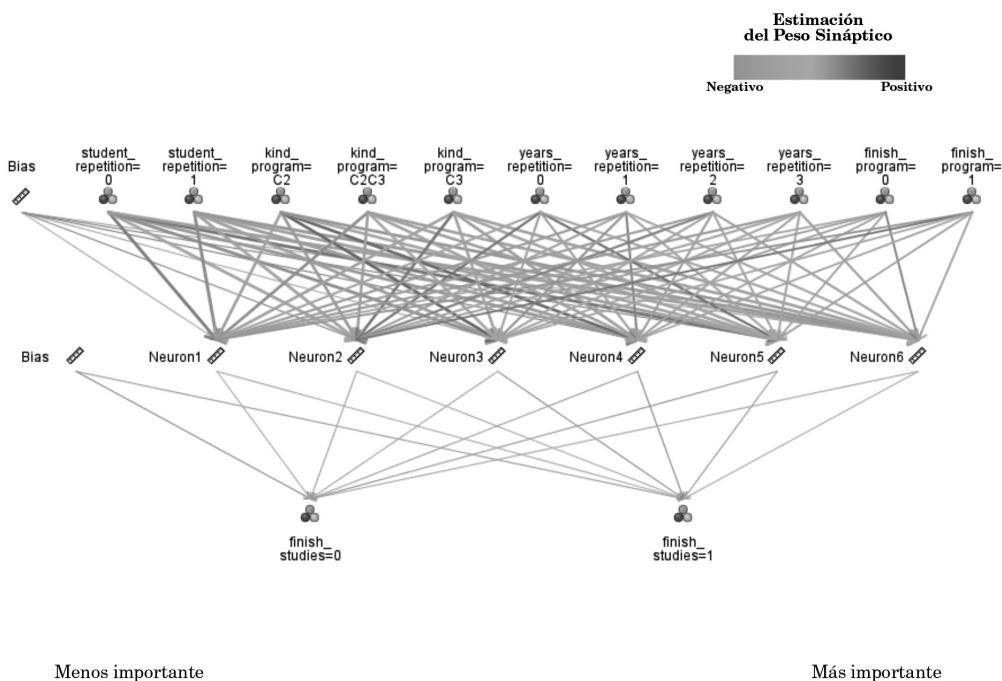 Estimación
del Peso Sináptico
Negativo Positivo
Bias
student_
repetition=
0
student_
repetition=
1
kind_
program=
C2
kind_
program=
C2C3
kind_
program=
C3
years_
repetition=
0
years_
repetition=
1
years_
repetition=
2
years_
repetition=
3
finish_
program=
0
finish_
program=
1
Bias Neuron1 Neuron2 Neuron3 Neuron4 Neuron5 Neuron6
finish_
studies=0
finish_
studies=1
Menos importante Más importante